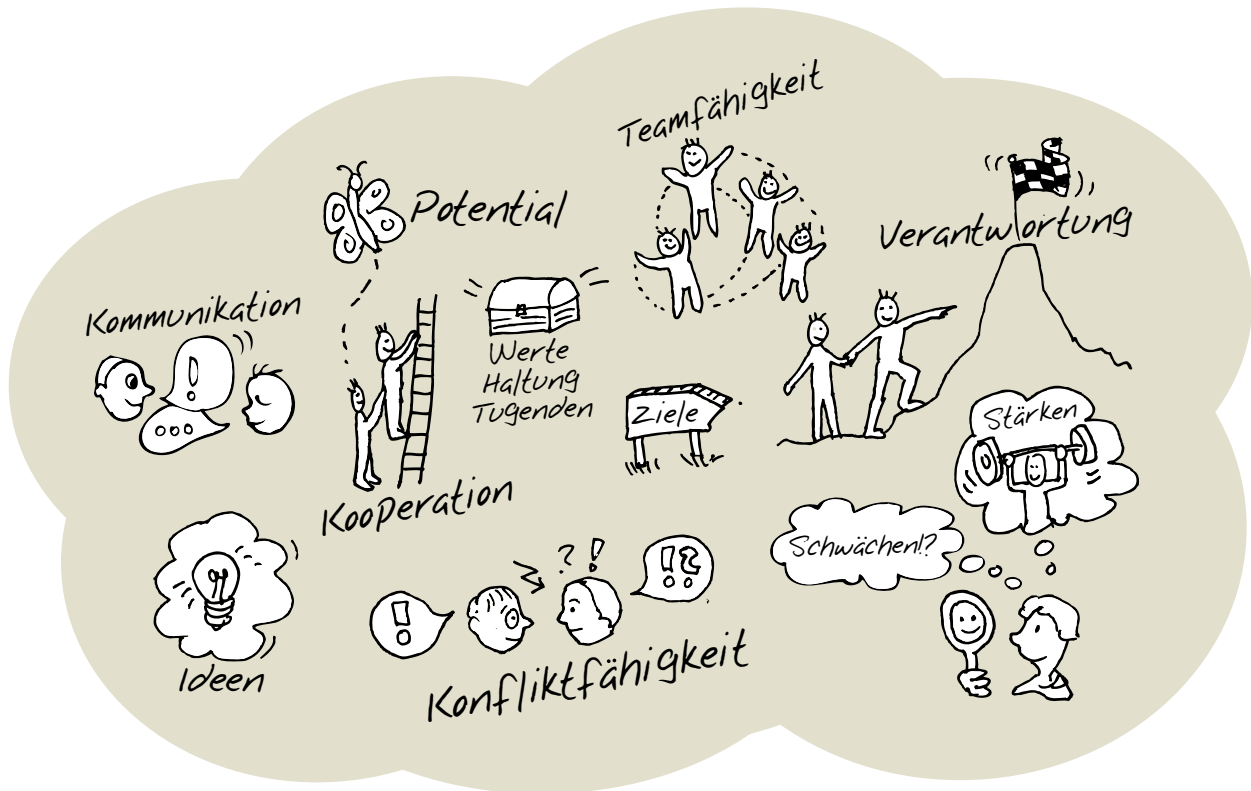 Teamfähigkeit
Potential
Verantwortung
Kommunikation
!
...
Werte
Haltung
Tugenden
Ziele
Stärken
Kooperation
Schwächen!?
? !
!
!?
Ideen
Konfliktfähigkeit